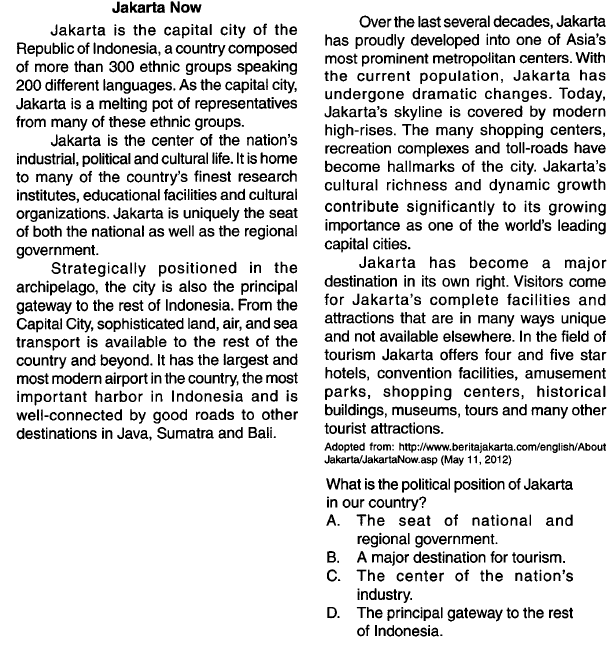 Jakarta Now
Jakarta is the capital city of the
Republic of Indonesia, a country composed
of more than 300 ethnic groups speaking
200 different languages. As the capital city,
Jakarta is a melting pot of representatives
from many of these ethnic groups.
Jakarta is the center of the nation's
industrial, political and cultural life. It is home
to many of the country's finest research
institutes, educational facilities and cultural
organizations. Jakarta is uniquely the seat
of both the national as well as the regional
government.
Strategically positioned in the
archipelago, the city is also the principal
gateway to the rest of Indonesia. From the
Capital City, sophisticated land, air, and sea
transport is available to the rest of the
country and beyond. It has the largest and
most modern airport in the country, the most
important harbor in Indonesia and is
well-connected by good roads to other
destinations in Java, Sumatra and Bali.
Over the last several decades, Jakarta
has proudly developed into one of Asia's
most prominent metropolitan centers. With
the current population, Jakarta has
undergone dramatic changes. Today,
Jakarta's skyline is covered by modern
high-rises. The many shopping centers,
recreation complexes and toll-roads have
become hallmarks of the city. Jakarta's
cultural richness and dynamic growth
contribute significantly to its growing
importance as one of the world's leading
capital cities.
Jakarta has become a major
destination in its own right. Visitors come
for Jakarta's complete facilities and
attractions that are in many ways unique
and not available elsewhere. In the field of
tourism Jakarta offers four and five star
hotels, convention facilities, amusement
parks, shopping centers, historical
buildings, museums, tours and many other
tourist attractions.
Adopted from: http://www.beritajakarta.com/english/About
Jakarta/JakartaNow.asp (May 11, 2012)
What is the political position of Jakarta
in our country?
A. The seat of national and
regional government.
B. A major destination for tourism.
C. The center of the nation's
industry.
D. The principal gateway to the rest
of Indonesia.